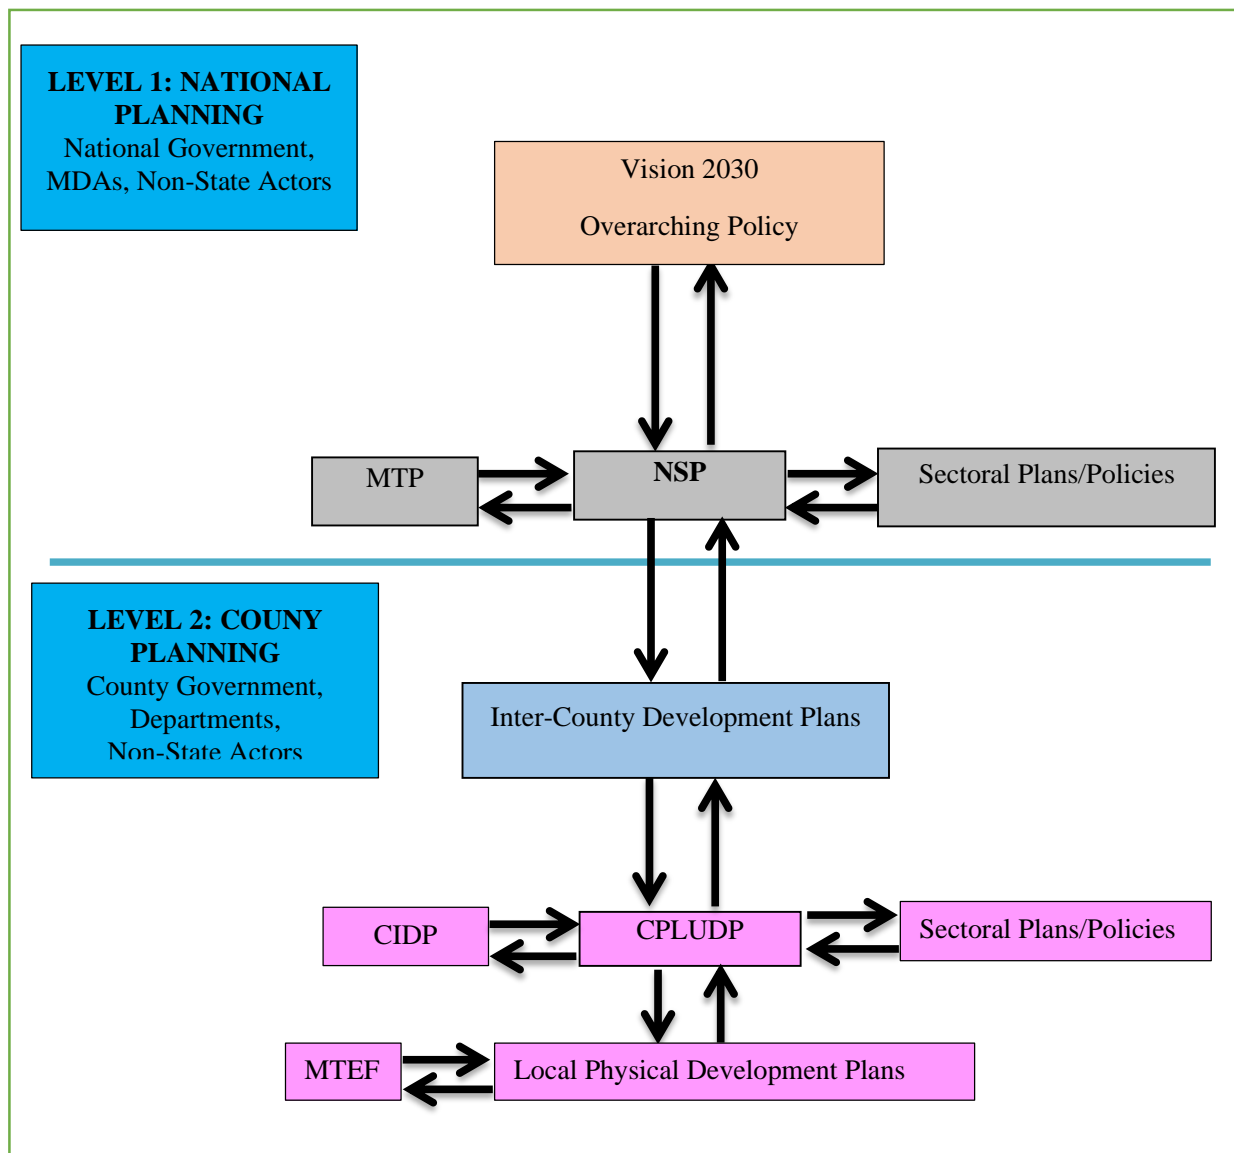 LEVEL 1: NATIONAL
PLANNING
National Government,
MDAs, Non-State Actors
Vision 2030
Overarching Policy
MTP
NSP
Sectoral Plans/Policies
LEVEL 2: COUNY
PLANNING
County Government,
Departments,
Non-State Actors
Inter-County Development Plans
CIDP
CPLUDP
Sectoral Plans/Policies
MTEF
Local Physical Development Plans